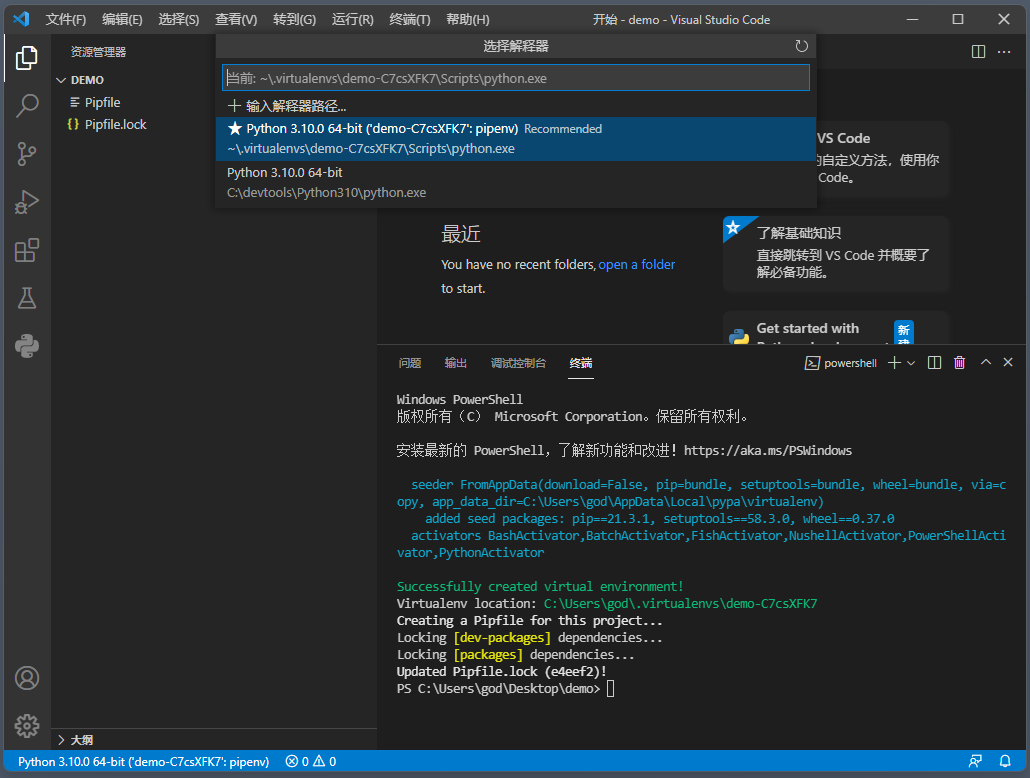 文件(F) 编辑(E) 选择(S) 查看(V) 转到(G) 运行(R) 终端(T) 帮助(H) 开始 - demo - Visual Studio Code
资源管理器
DEMO
Pipfile
Pipfile.lock
大纲
选择解释器
当前: ~\.virtualenvs\demo-C7csXFK7\Scripts\python.exe
输入解释器路径...
Python 3.10.0 64-bit ('demo-C7csXFK7': pipenv) Recommended
~\.virtualenvs\demo-C7csXFK7\Scripts\python.exe
Python 3.10.0 64-bit
C:\devtools\Python310\python.exe
最近
You have no recent folders, open a folder
to start.
VS Code
的自定义方法，使用你
Code。
了解基础知识
直接跳转到 VS Code 并概要了
解必备功能。
Get started with
新
问题 输出 调试控制台 终端 powershell
Windows PowerShell
版权所有（C） Microsoft Corporation。保留所有权利。
安装最新的 PowerShell，了解新功能和改进！https://aka.ms/PSWindows
seeder FromAppData(download=False, pip=bundle, setuptools=bundle, wheel=bundle, via=c
opy, app_data_dir=C:\Users\god\AppData\Local\pypa\virtualenv)
added seed packages: pip==21.3.1, setuptools==58.3.0, wheel==0.37.0
activators BashActivator,BatchActivator,FishActivator,NushellActivator,PowerShellActi
vator,PythonActivator
Successfully created virtual environment!
Virtualenv location: C:\Users\god\.virtualenvs\demo-C7csXFK7
Creating a Pipfile for this project...
Locking [dev-packages] dependencies...
Locking [packages] dependencies...
Updated Pipfile.lock (e4eef2)!
PS C:\Users\god\Desktop\demo>
Python 3.10.0 64-bit ('demo-C7csXFK7': pipenv) 0 0